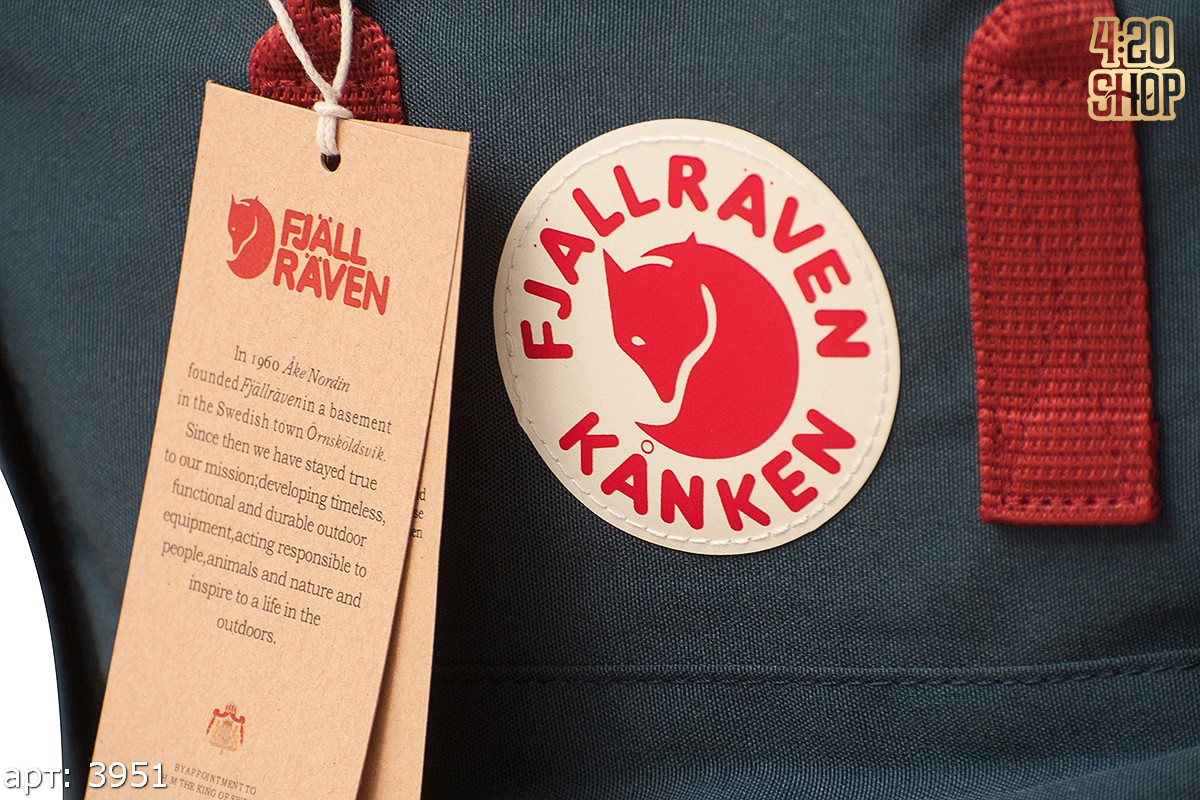 4:20
SHOP
FJÄLL
RÄVEN
In 1960 Åke Nordin
founded Fjällräven in a basement
in the Swedish town Örnsköldsvik.
Since then we have stayed true
to our mission;developing timeless,
functional and durable outdoor
equipment,acting responsible to
people,animals and nature and
inspire to a life in the
outdoors.
BY APPOINTMENT TO
M THE KING OF
FJÄLLRÄVEN
KÅNKEN
арт: 3951